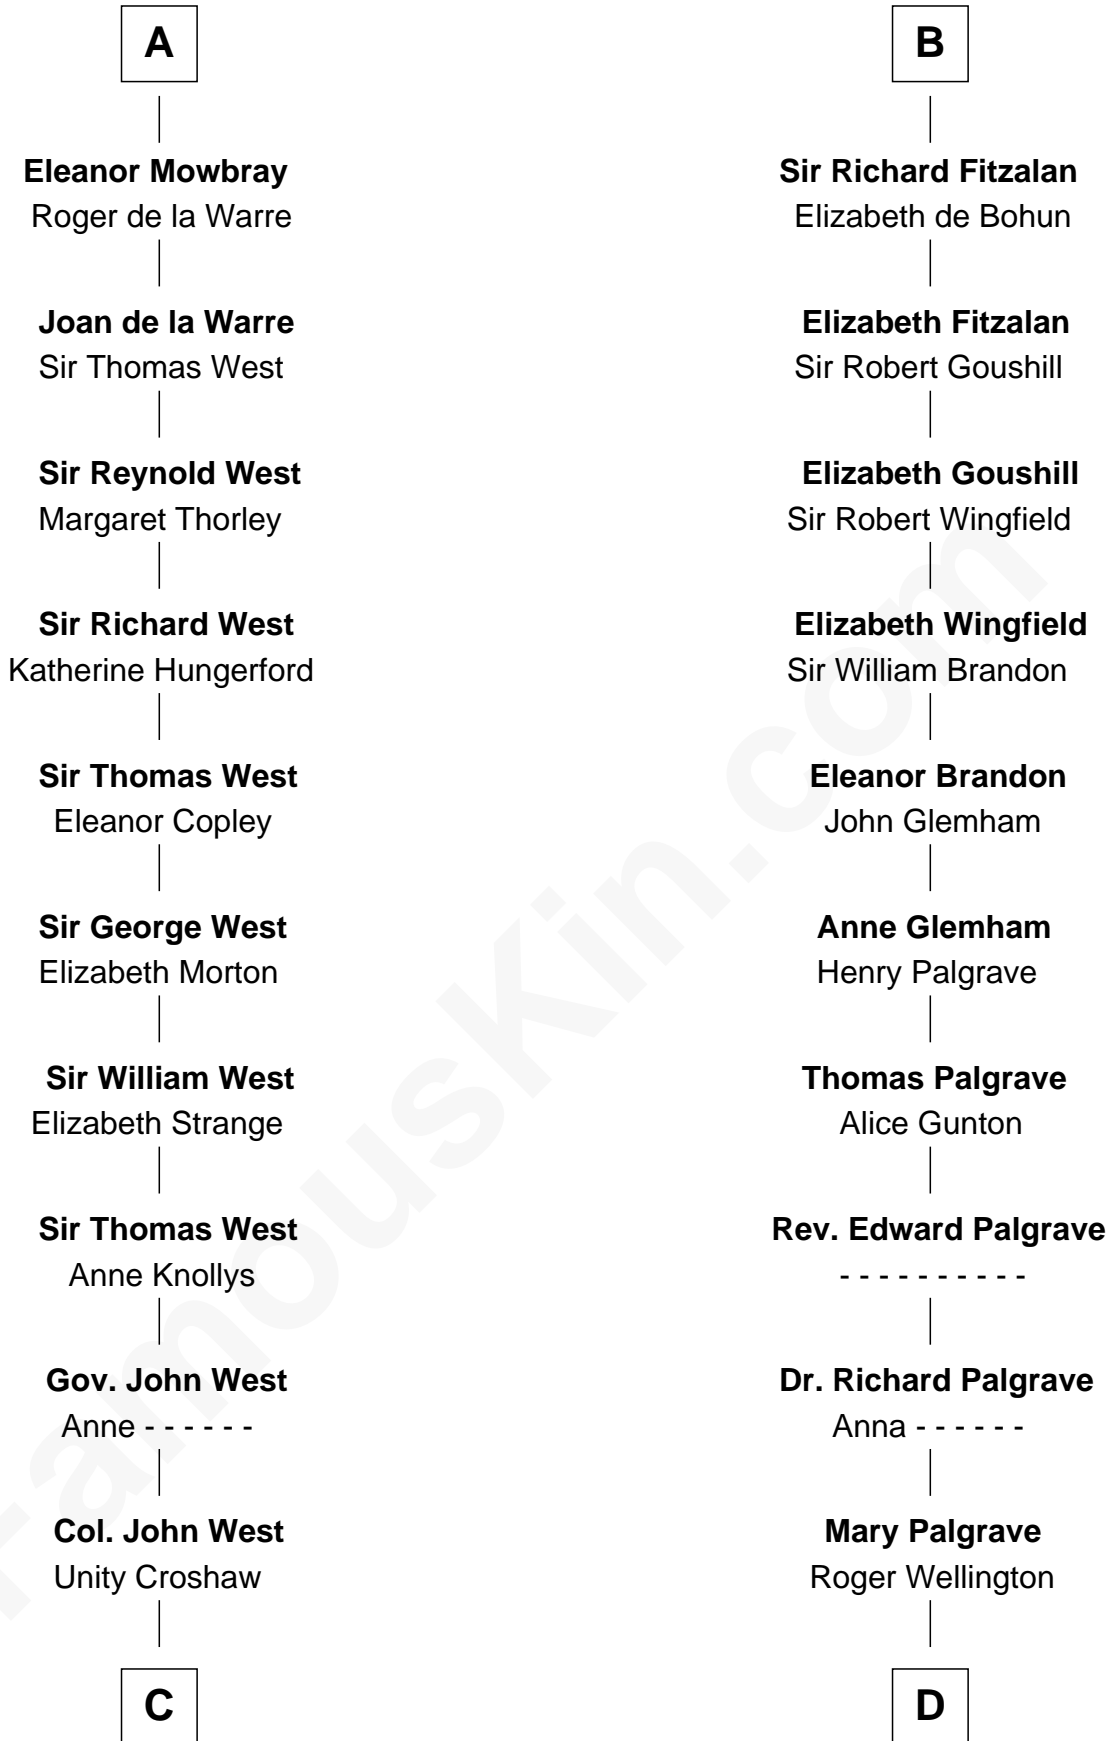 A
Eleanor Mowbray
Roger de la Warre
Joan de la Warre
Sir Thomas West
Sir Reynold West
Margaret Thorley
Sir Richard West
Katherine Hungerford
Sir Thomas West
Eleanor Copley
Sir George West
Elizabeth Morton
Sir William West
Elizabeth Strange
Sir Thomas West
Anne Knollys
Gov. John West
Anne - - - - - -
Col. John West
Unity Croshaw
C
B
Sir Richard Fitzalan
Elizabeth de Bohun
Elizabeth Fitzalan
Sir Robert Goushill
Elizabeth Goushill
Sir Robert Wingfield
Elizabeth Wingfield
Sir William Brandon
Eleanor Brandon
John Glemham
Anne Glemham
Henry Palgrave
Thomas Palgrave
Alice Gunton
Rev. Edward Palgrave
- - - - - - - - - -
Dr. Richard Palgrave
Anna - - - - - -
Mary Palgrave
Roger Wellington
D
FamousKin.com